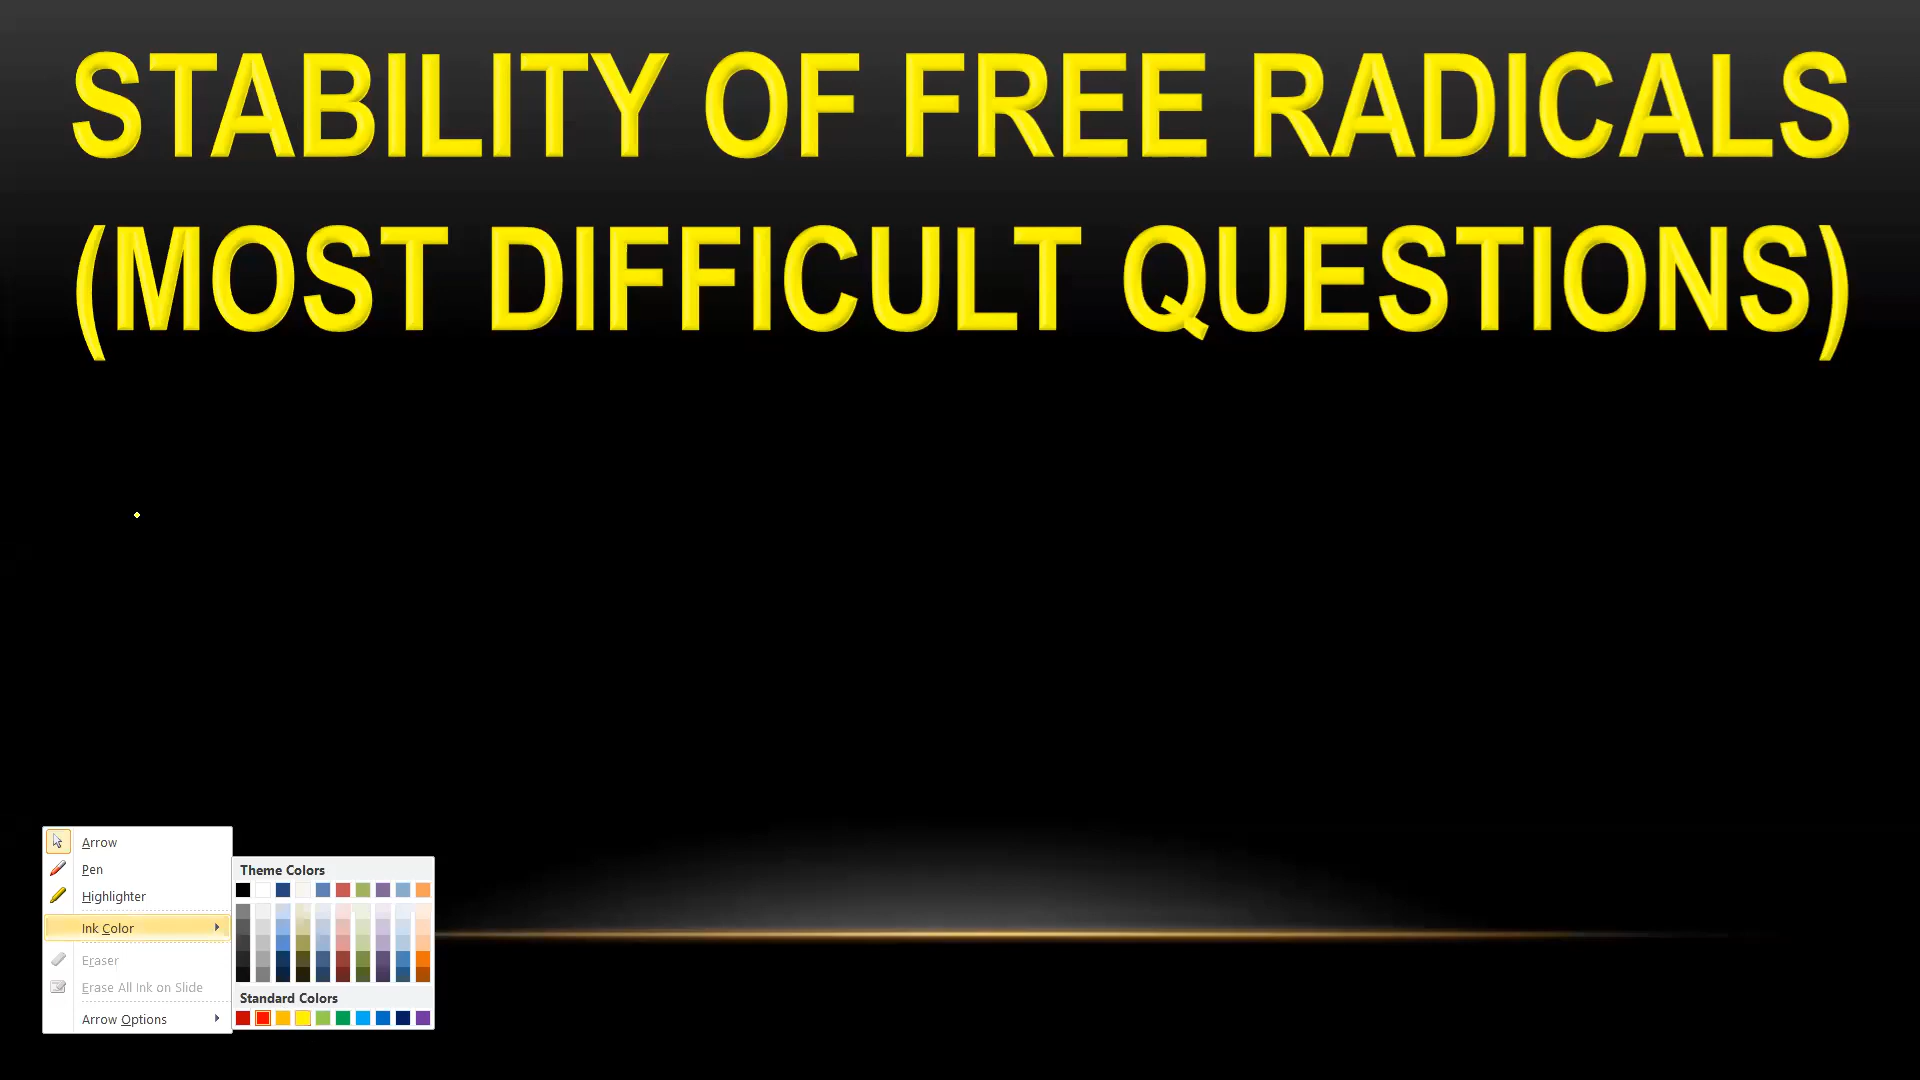 STABILITY OF FREE RADICALS
(MOST DIFFICULT QUESTIONS)
Arrow
Pen
Highlighter
Ink Color
Eraser
Erase All Ink on Slide
Arrow Options
Theme Colors
Standard Colors